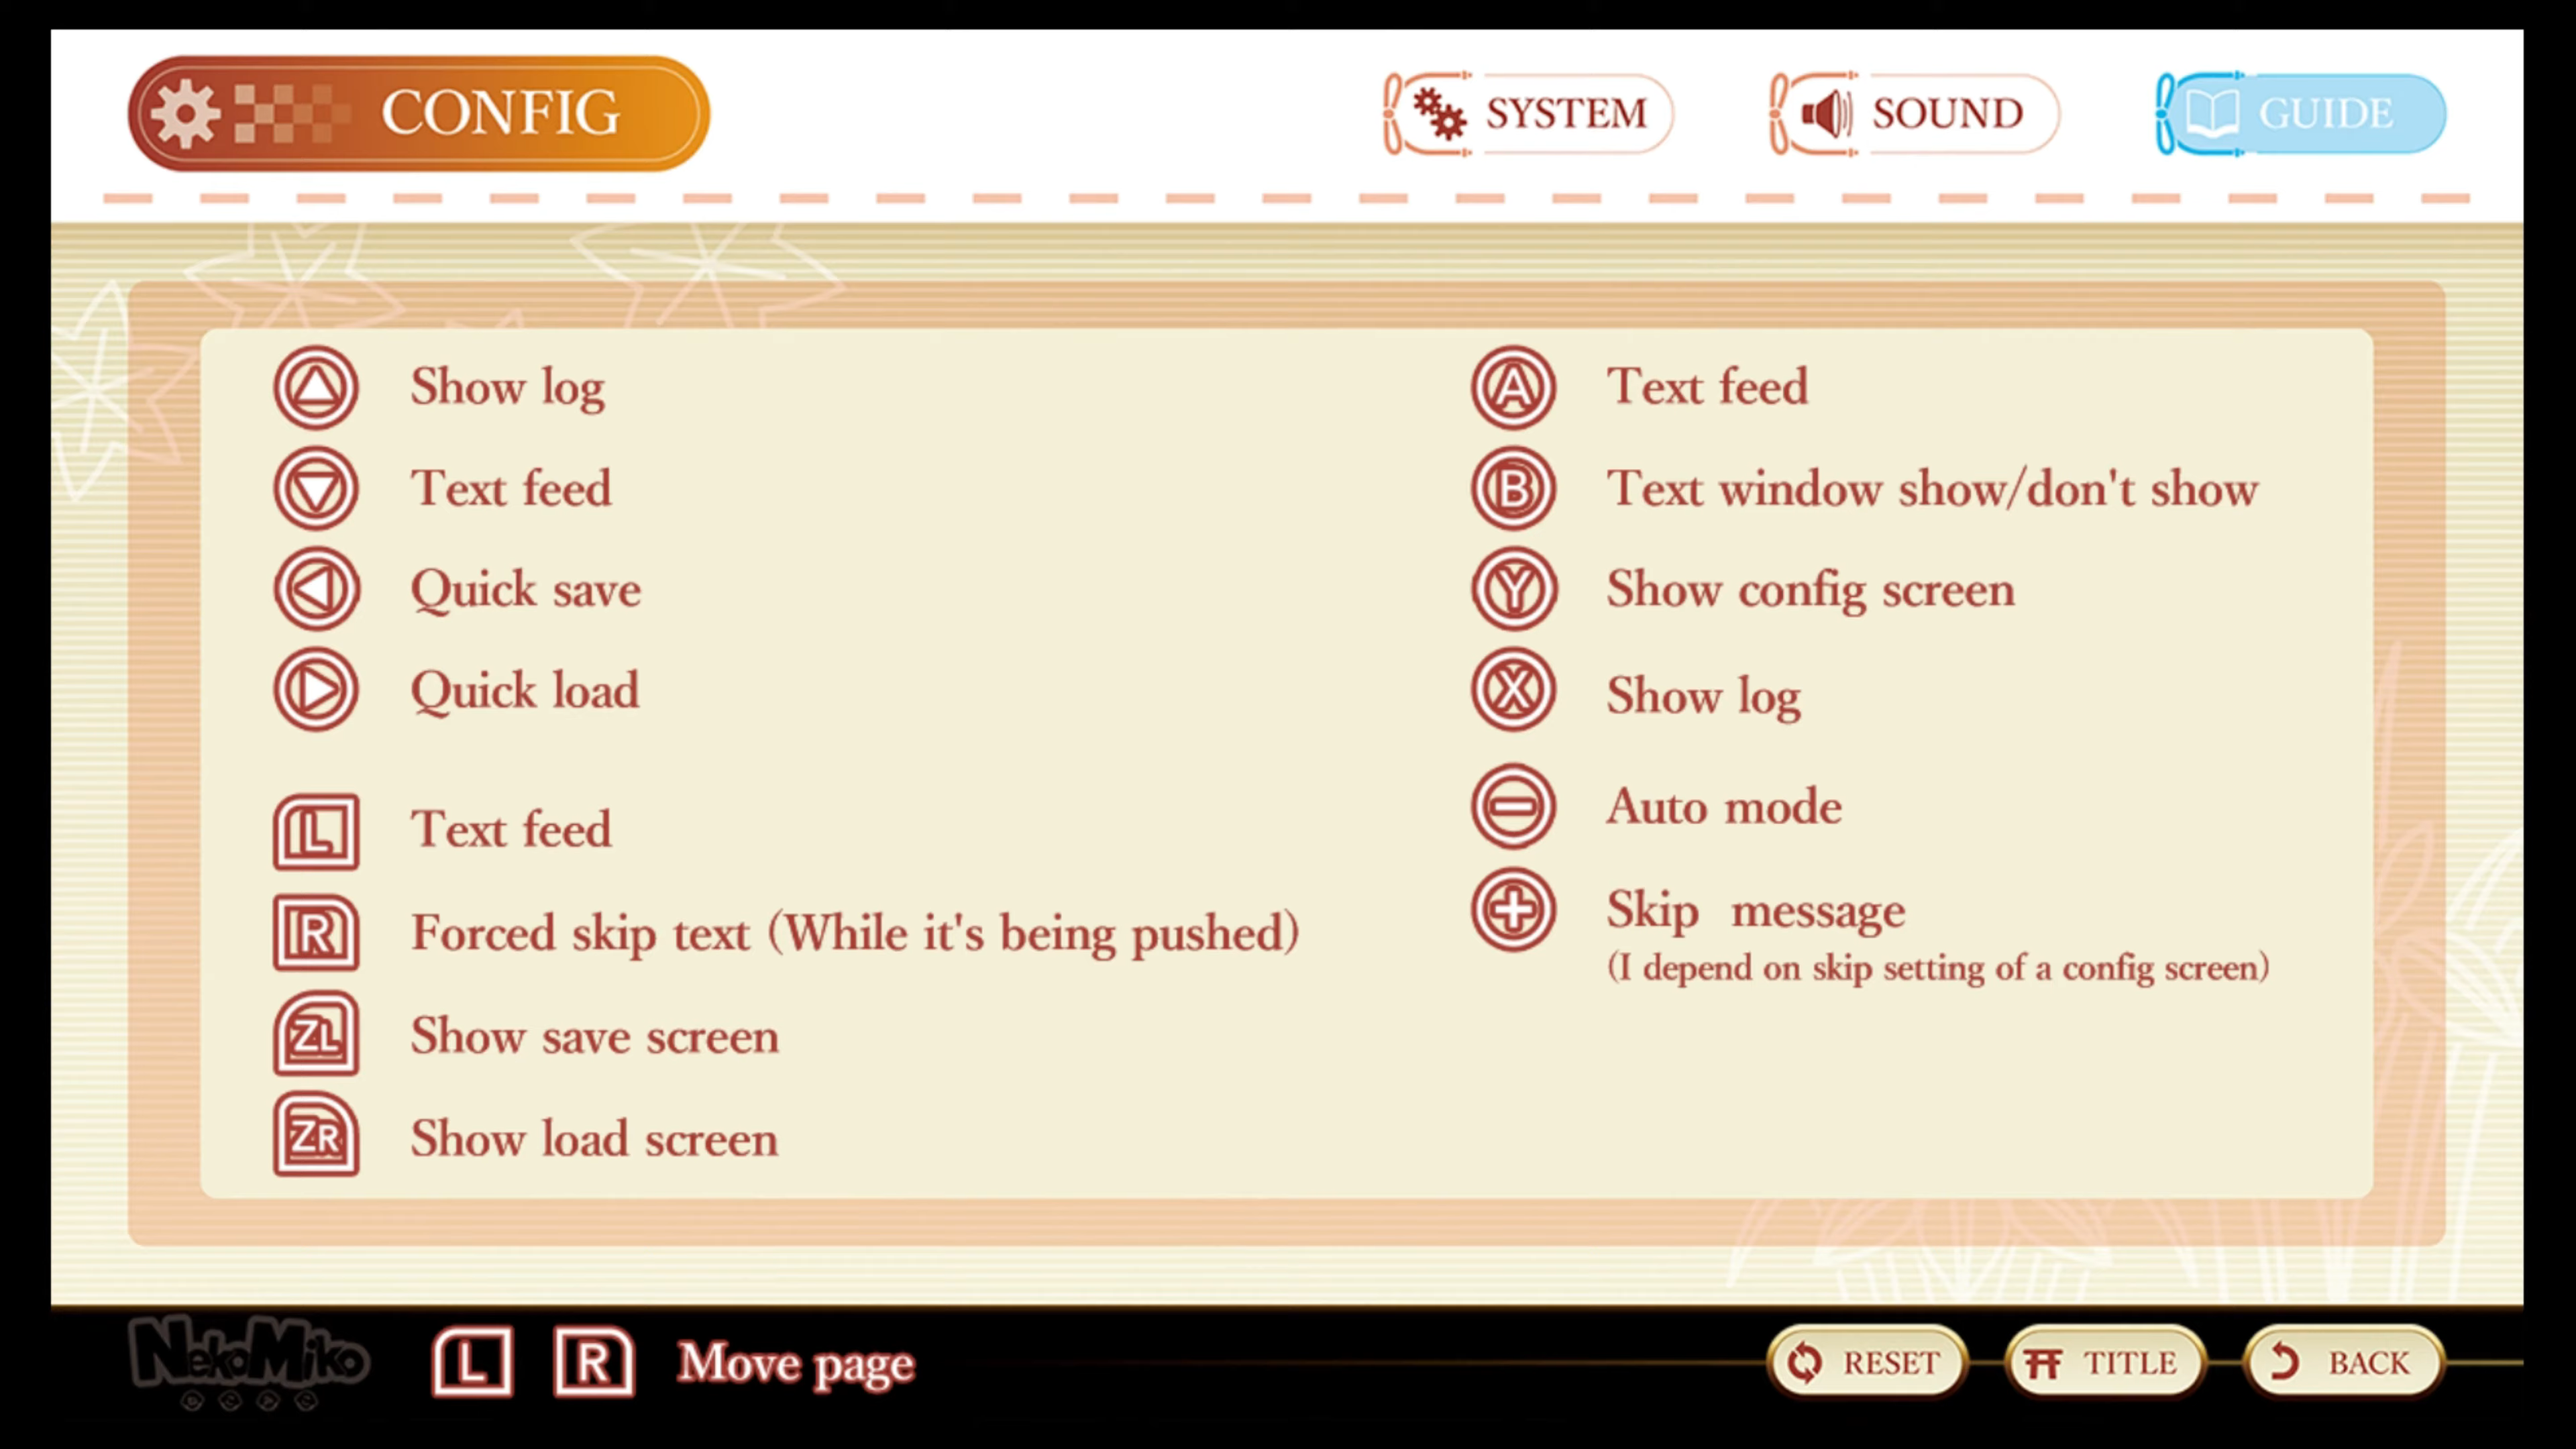 CONFIG
SYSTEM
SOUND
GUIDE
Show log
Text feed
Quick save
Quick load
L Text feed
R Forced skip text (While it's being pushed)
ZL Show save screen
ZR Show load screen
A Text feed
B Text window show/don't show
Y Show config screen
X Show log
Auto mode
Skip message
(I depend on skip setting of a config screen)
NekoMiko
L R Move page
RESET
TITLE
BACK